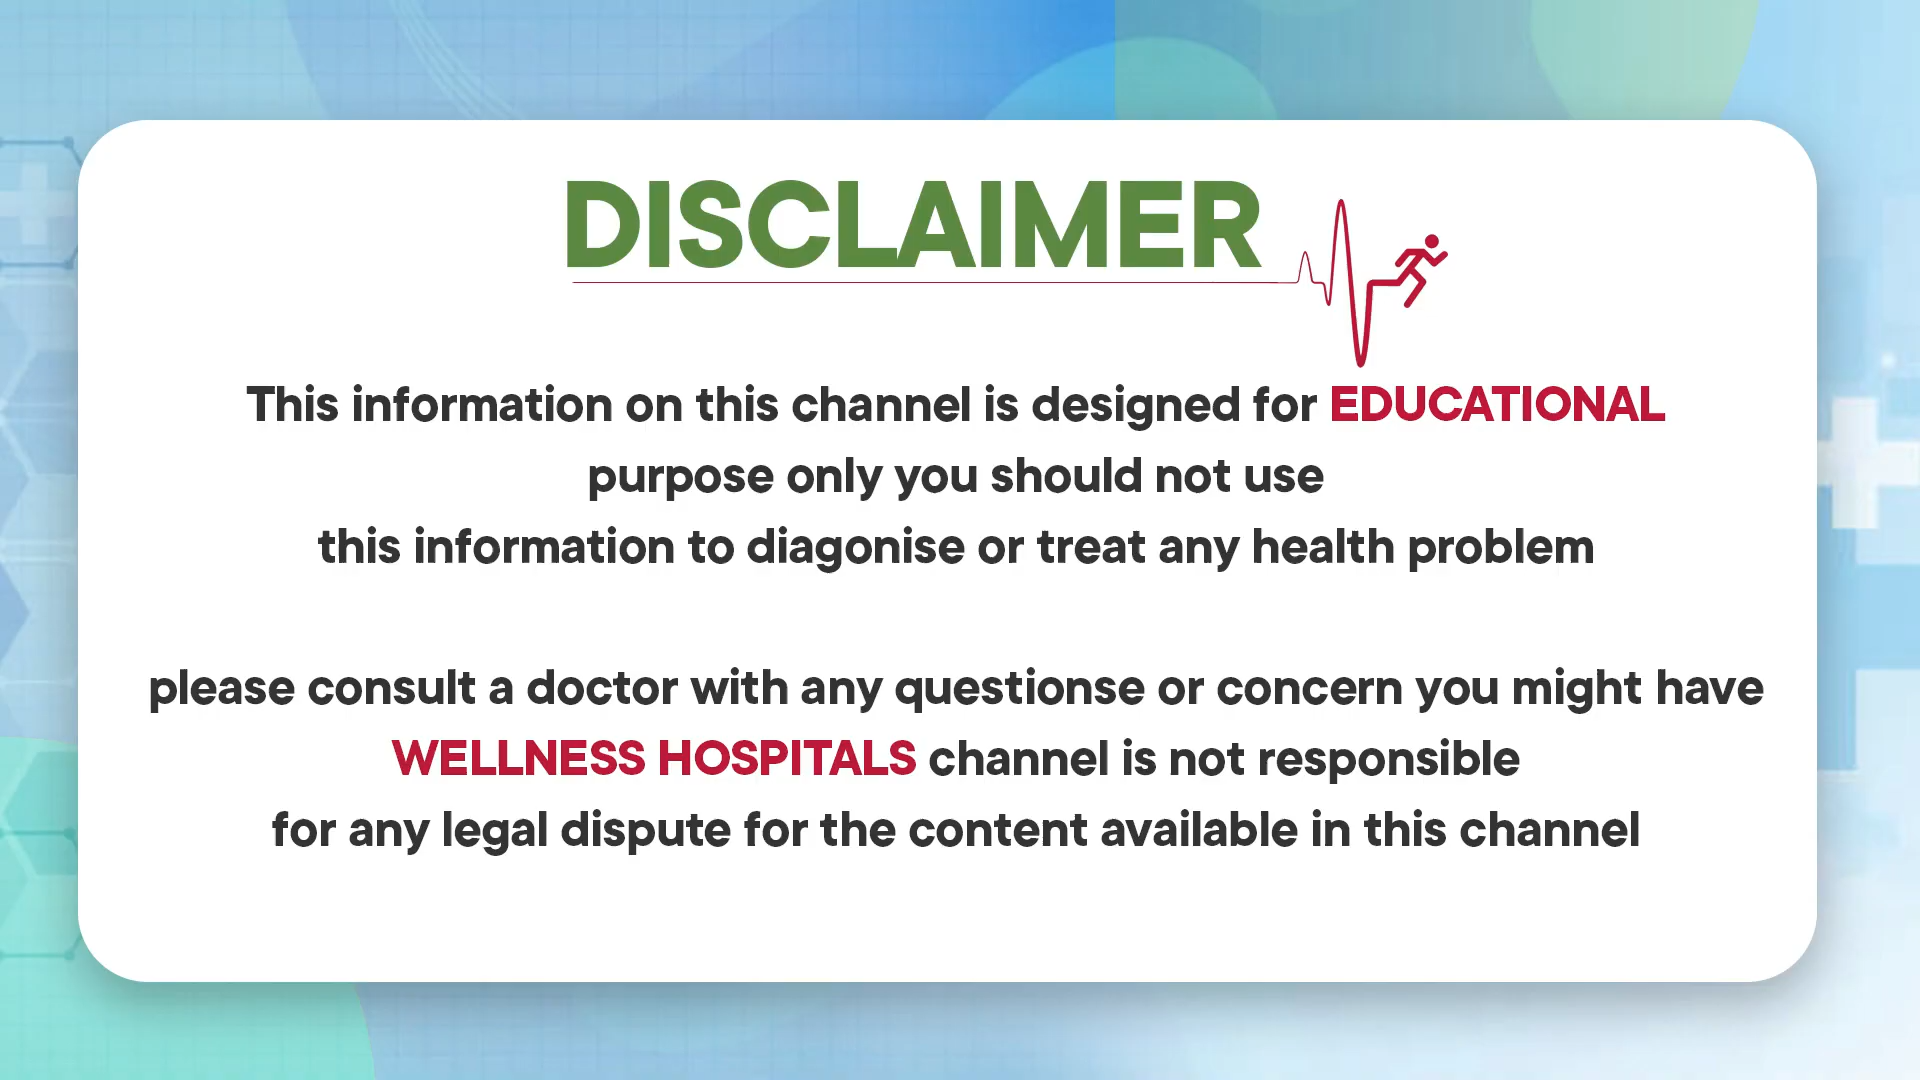 DISCLAIMER
This information on this channel is designed for EDUCATIONAL
purpose only you should not use
this information to diagonise or treat any health problem
please consult a doctor with any questionse or concern you might have
WELLNESS HOSPITALS channel is not responsible
for any legal dispute for the content available in this channel